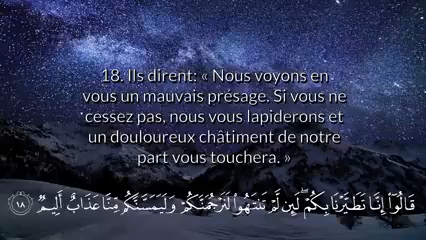 18. Ils dirent: « Nous voyons en
vous un mauvais présage. Si vous ne
cessez pas, nous vous lapiderons et
un douloureux châtiment de notre
part vous touchera. »
قَالُوٓاْ إِنَّا تَطَيَّرْنَا بِكُمْ ۖ لَئِن لَّمْ تَنتَهُواْ لَنَرْجُمَنَّكُمْ وَلَيَمَسَّنَّكُم مِّنَّا عَذَابٌ أَلِيمٌ ١٨